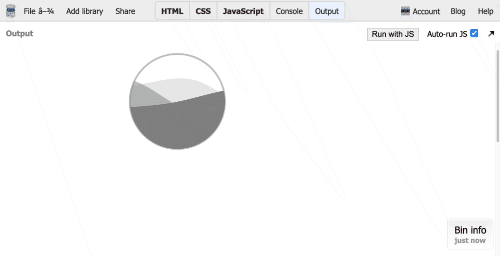 File â–¾ Add library Share HTML CSS JavaScript Console Output Account Blog Help
Output Run with JS Auto-run JS
Bin info
just now